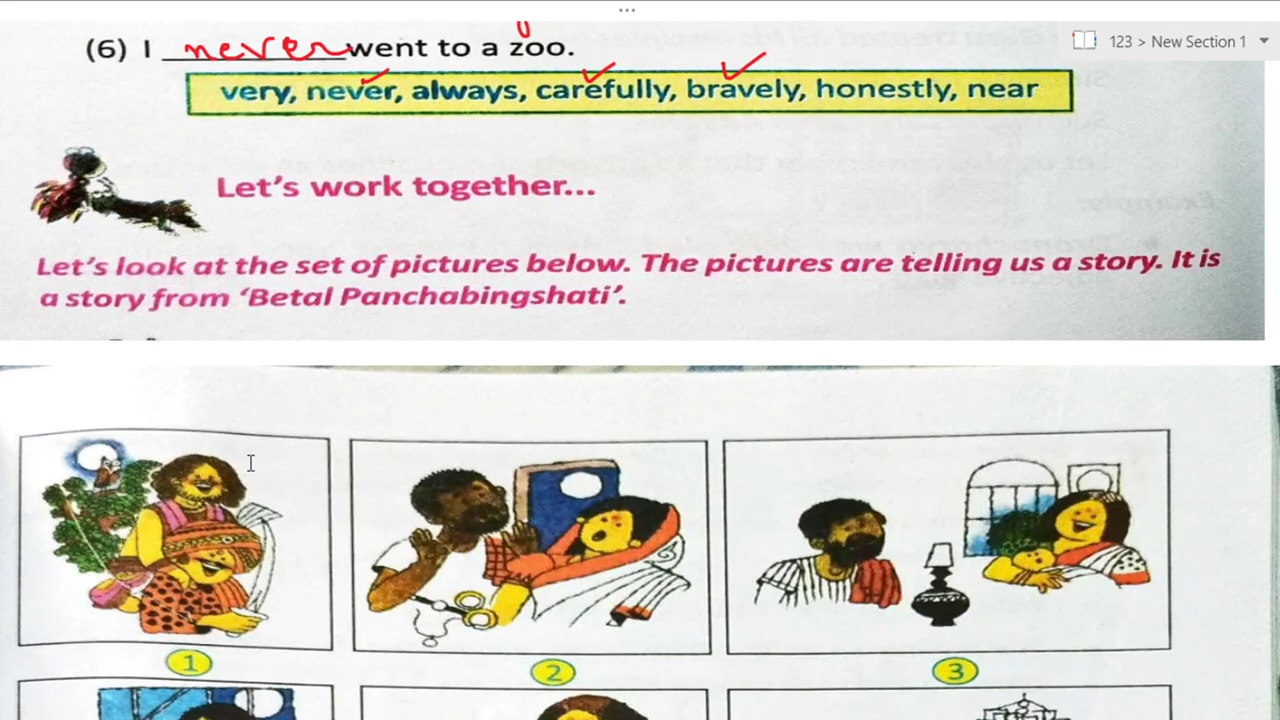 ...
(6) I never went to a zoo.
123 > New Section 1
very, never, always, carefully, bravely, honestly, near
Let's work together...
Let's look at the set of pictures below. The pictures are telling us a story. It is
a story from 'Betal Panchabingshati'.
1
2
3